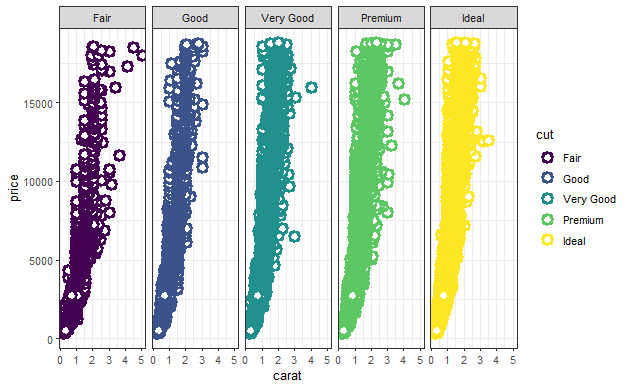 Fair Good Very Good Premium Ideal
15000
10000
5000
0
price
0 1 2 3 4 5 0 1 2 3 4 5 0 1 2 3 4 5 0 1 2 3 4 5 0 1 2 3 4 5
carat
cut
Fair
Good
Very Good
Premium
Ideal